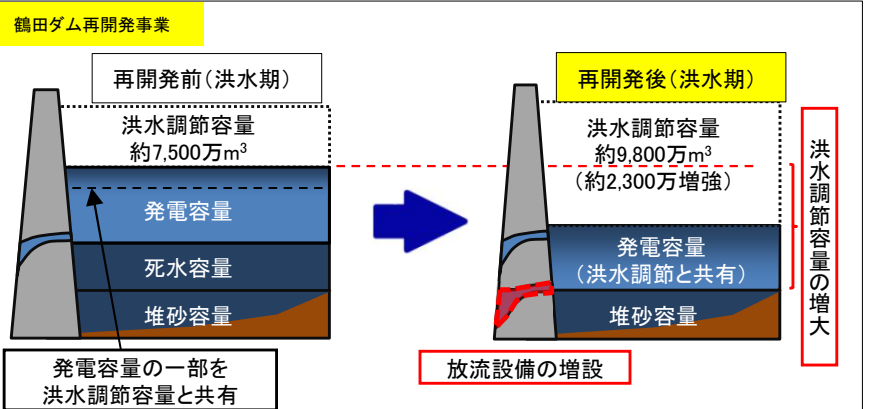 鶴田ダム再開発事業
再開発前(洪水期)
洪水調節容量
約7,500万m³
発電容量
死水容量
堆砂容量
発電容量の一部を
洪水調節容量と共有
再開発後(洪水期)
洪水調節容量
約9,800万m³
(約2,300万増強)
発電容量
(洪水調節と共有)
堆砂容量
放流設備の増設
洪水調節容量の増大